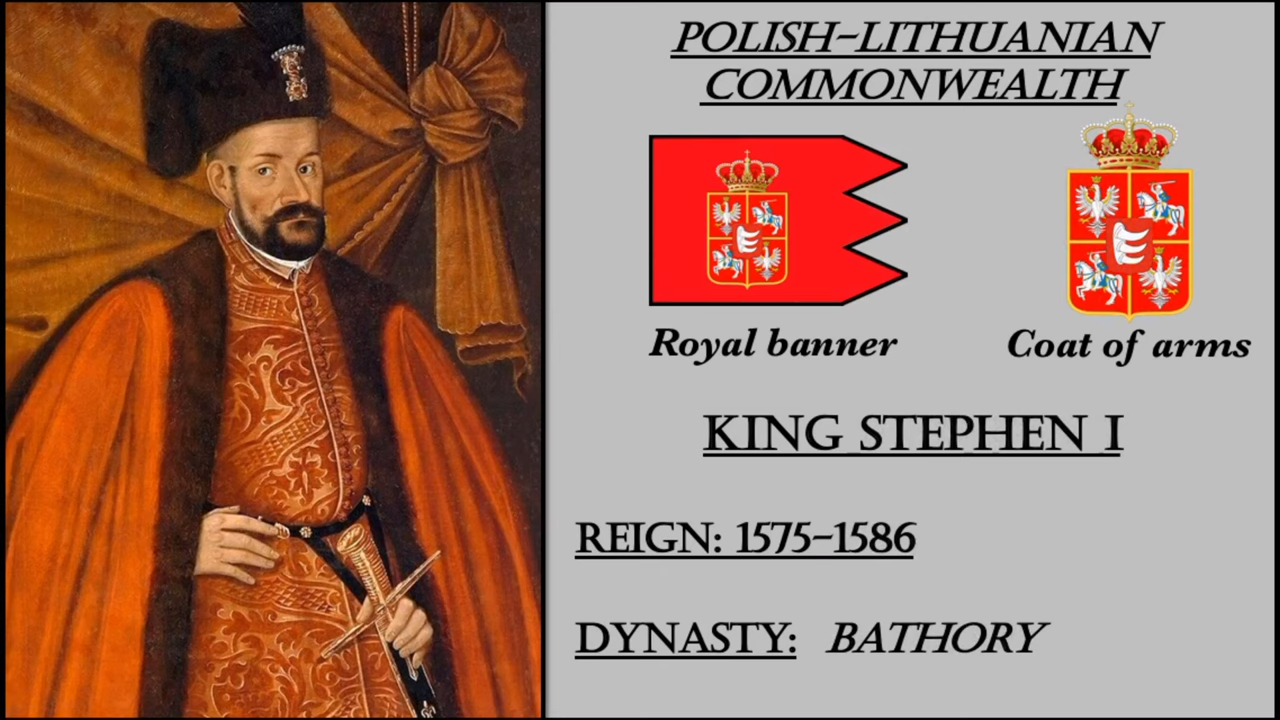 POLISH-LITHUANIAN
COMMONWEALTH
Royal banner
Coat of arms
KING STEPHEN I
REIGN: 1575-1586
DYNASTY: BATHORY